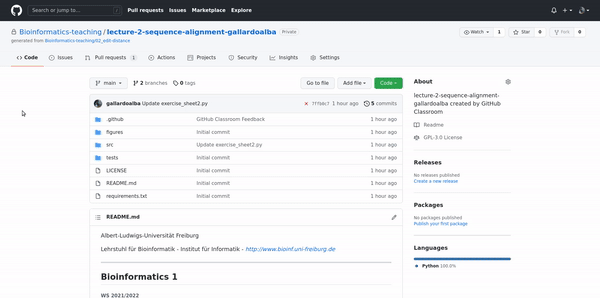 Search or jump to...
Pull requests Issues Marketplace Explore
Bioinformatics-teaching / lecture-2-sequence-alignment-gallardoalba Private
generated from Bioinformatics-teaching/02_edit-distance
Watch 1 Star 0 Fork 0
Code Issues Pull requests 1 Actions Projects Security Insights Settings
main 2 branches 0 tags Go to file Add file Code
gallardoalba Update exercise_sheet2.py 1 hour ago 5 commits
.github GitHub Classroom Feedback 1 hour ago
figures Initial commit 1 hour ago
src Update exercise_sheet2.py 1 hour ago
tests Initial commit 1 hour ago
LICENSE Initial commit 1 hour ago
README.md Initial commit 1 hour ago
requirements.txt Initial commit 1 hour ago
README.md
Albert-Ludwigs-Universität Freiburg
Lehrstuhl für Bioinformatik - Institut für Informatik - http://www.bioinf.uni-freiburg.de
Bioinformatics 1
WS 2021/2022
About
lecture-2-sequence-alignment-
gallardoalba created by GitHub
Classroom
Readme
GPL-3.0 License
Releases
No releases published
Create a new release
Packages
No packages published
Publish your first package
Languages
Python 100.0%